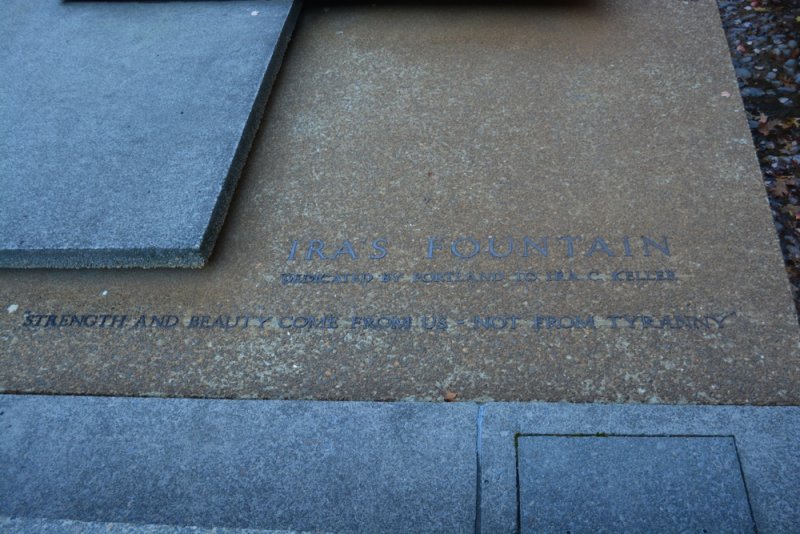 IRA'S FOUNTAIN
DEDICATED BY PORTLAND TO IRA C. KELLER
"STRENGTH AND BEAUTY COME FROM US - NOT FROM TYRANNY"